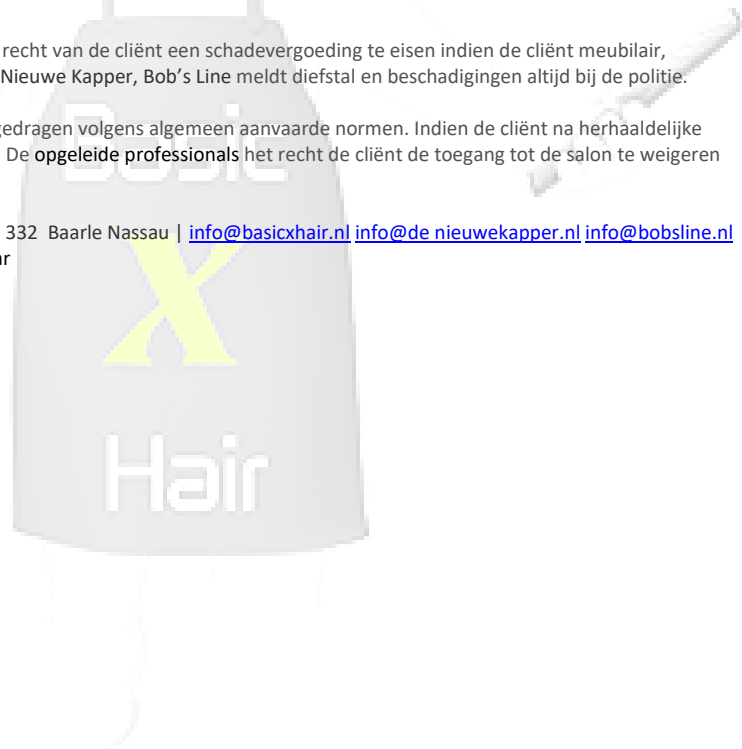 recht van de cliënt een schadevergoeding te eisen indien de cliënt meubilair,
Nieuwe Kapper, Bob’s Line meldt diefstal en beschadigingen altijd bij de politie.
gedragen volgens algemeen aanvaarde normen. Indien de cliënt na herhaaldelijke
De opgeleide professionals het recht de cliënt de toegang tot de salon te weigeren
332 Baarle Nassau | info@basicxhair.nl info@de nieuwekapper.nl info@bobsline.nl
Basic
X
Hair